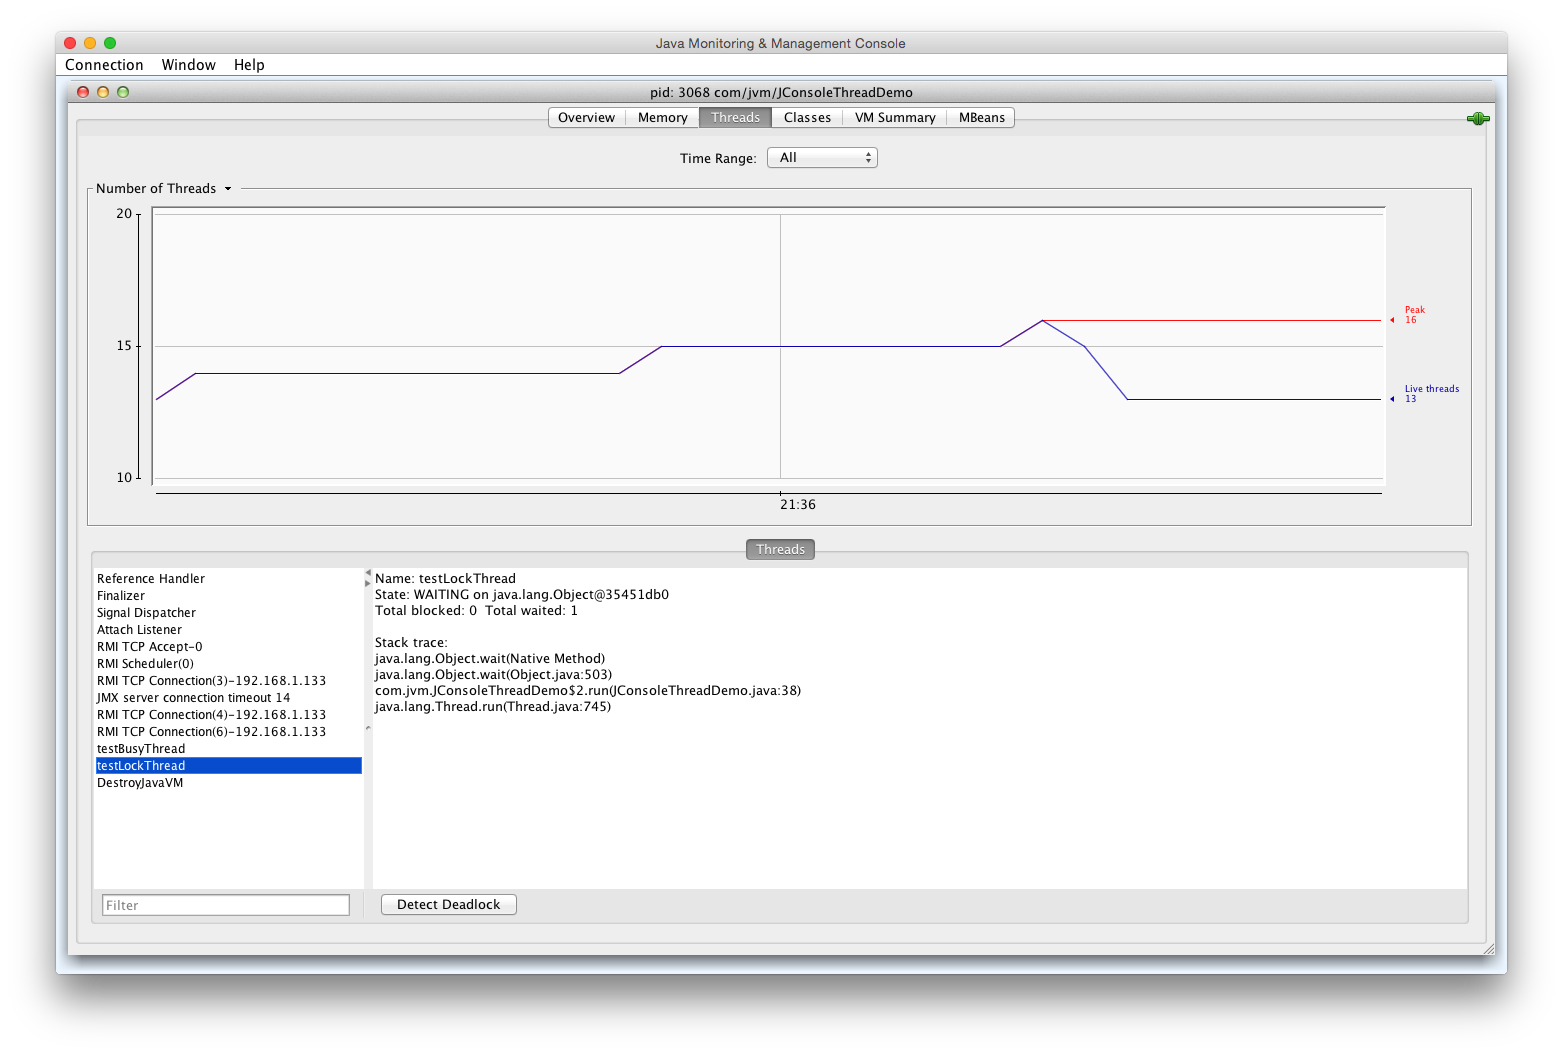 Java Monitoring & Management Console
Connection Window Help
pid: 3068 com/jvm/JConsoleThreadDemo
Overview Memory Threads Classes VM Summary MBeans
Time Range: All
Number of Threads
20
15
10
Peak
16
Live threads
13
21:36
Threads
Reference Handler
Finalizer
Signal Dispatcher
Attach Listener
RMI TCP Accept-0
RMI Scheduler(0)
RMI TCP Connection(3)-192.168.1.133
JMX server connection timeout 14
RMI TCP Connection(4)-192.168.1.133
RMI TCP Connection(6)-192.168.1.133
testBusyThread
testLockThread
DestroyJavaVM
Name: testLockThread
State: WAITING on java.lang.Object@35451db0
Total blocked: 0 Total waited: 1
Stack trace:
java.lang.Object.wait(Native Method)
java.lang.Object.wait(Object.java:503)
com.jvm.JConsoleThreadDemo$2.run(JConsoleThreadDemo.java:38)
java.lang.Thread.run(Thread.java:745)
Filter
Detect Deadlock